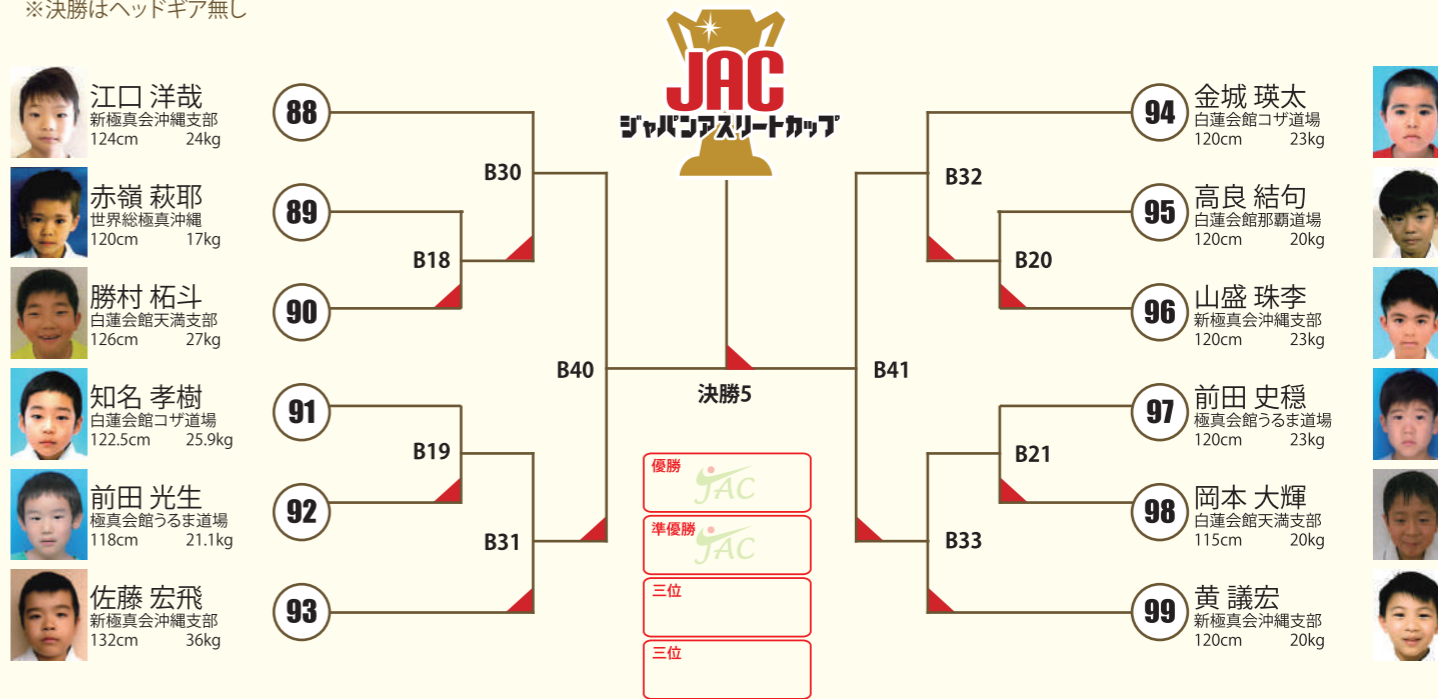 ※決勝はヘッドギア無し
JAC
ジャパンアスリートカップ
江口 洋哉
新極真会沖縄支部
124cm 24kg
88
赤嶺 萩耶
世界総極真沖縄
120cm 17kg
89
勝村 柘斗
白蓮会館天満支部
126cm 27kg
90
知名 孝樹
白蓮会館コザ道場
122.5cm 25.9kg
91
前田 光生
極真会館うるま道場
118cm 21.1kg
92
佐藤 宏飛
新極真会沖縄支部
132cm 36kg
93
B30
B18
B40
B19
B31
決勝5
優勝
JAC
準優勝
JAC
三位
三位
B32
B20
B41
B21
B33
94
金城 瑛太
白蓮会館コザ道場
120cm 23kg
95
高良 結句
白蓮会館那覇道場
120cm 20kg
96
山盛 珠李
新極真会沖縄支部
120cm 23kg
97
前田 史穏
極真会館うるま道場
120cm 23kg
98
岡本 大輝
白蓮会館天満支部
115cm 20kg
99
黄 議宏
新極真会沖縄支部
120cm 20kg